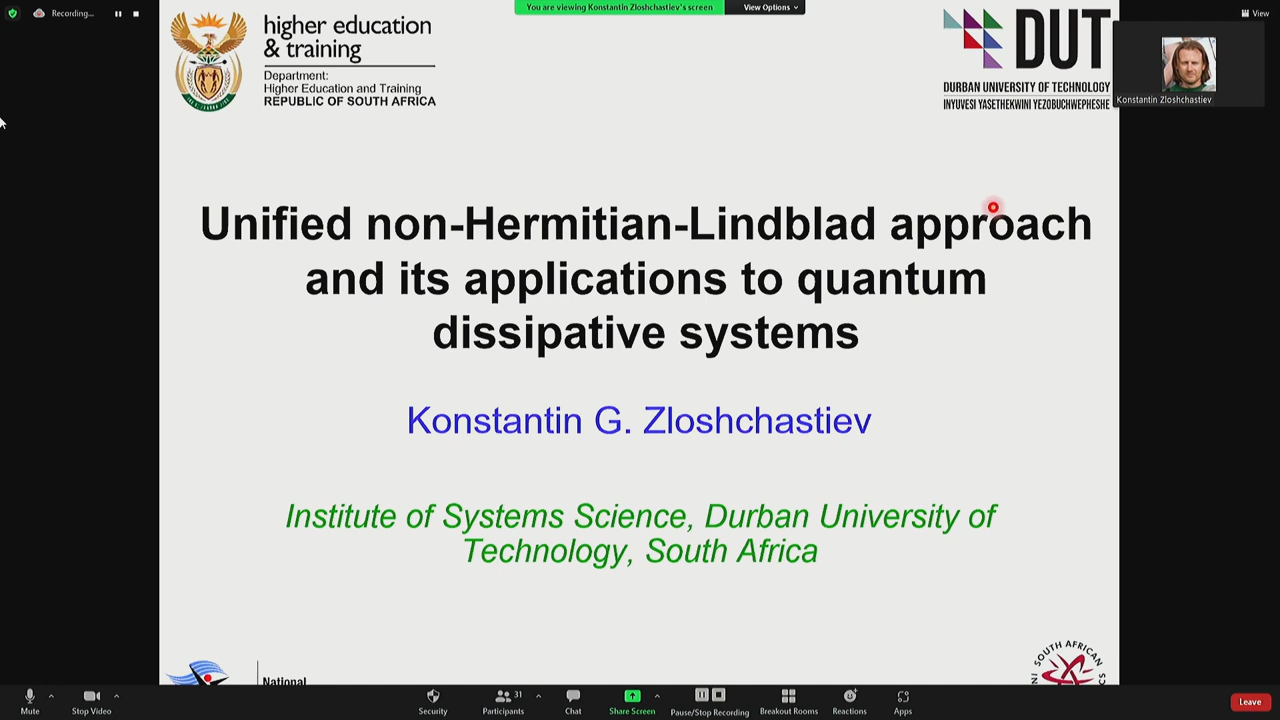 Recording...
You are viewing Konstantin Zloshchastiev's screen
View Options
View
higher education
& training
Department:
Higher Education and Training
REPUBLIC OF SOUTH AFRICA
DUT
DURBAN UNIVERSITY OF TECHNOLOGY
INYUVESI YASETHEKWINI YEZOBUCHWEPHESHE
Konstantin Zloshchastiev
Unified non-Hermitian-Lindblad approach
and its applications to quantum
dissipative systems
Konstantin G. Zloshchastiev
Institute of Systems Science, Durban University of
Technology, South Africa
National
SOUTH AFRICAN
Mute
Stop Video
Security
Participants
31
Chat
Share Screen
Pause/Stop Recording
Breakout Rooms
Reactions
Apps
Leave